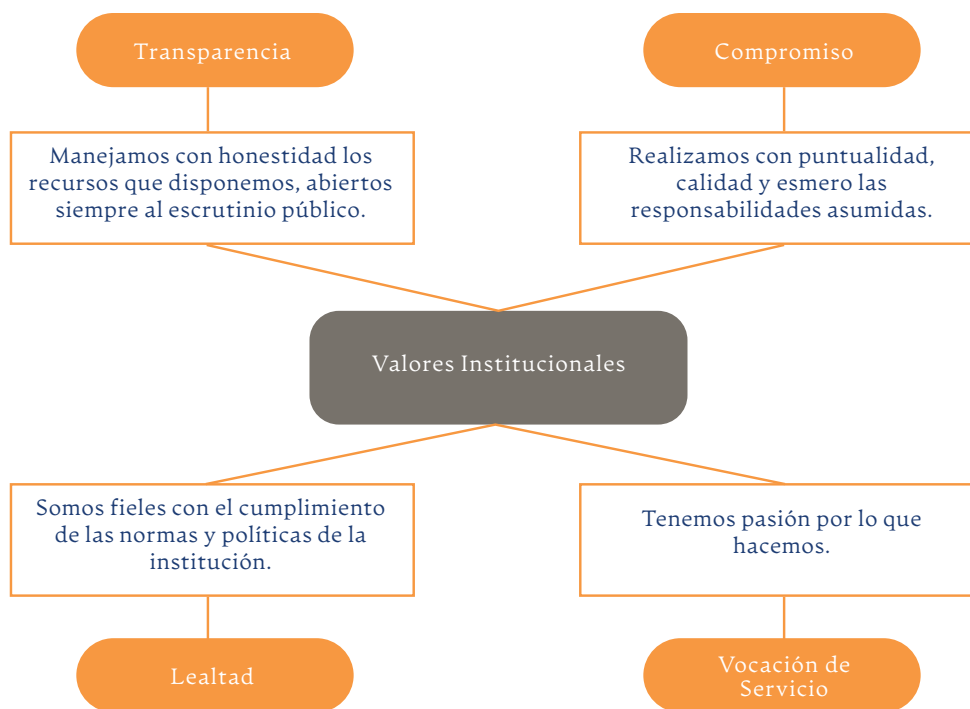 Transparencia
Compromiso
Manejamos con honestidad los
recursos que disponemos, abiertos
siempre al escrutinio público.
Realizamos con puntualidad,
calidad y esmero las
responsabilidades asumidas.
Valores Institucionales
Somos fieles con el cumplimiento
de las normas y políticas de la
institución.
Tenemos pasión por lo que
hacemos.
Lealtad
Vocación de
Servicio